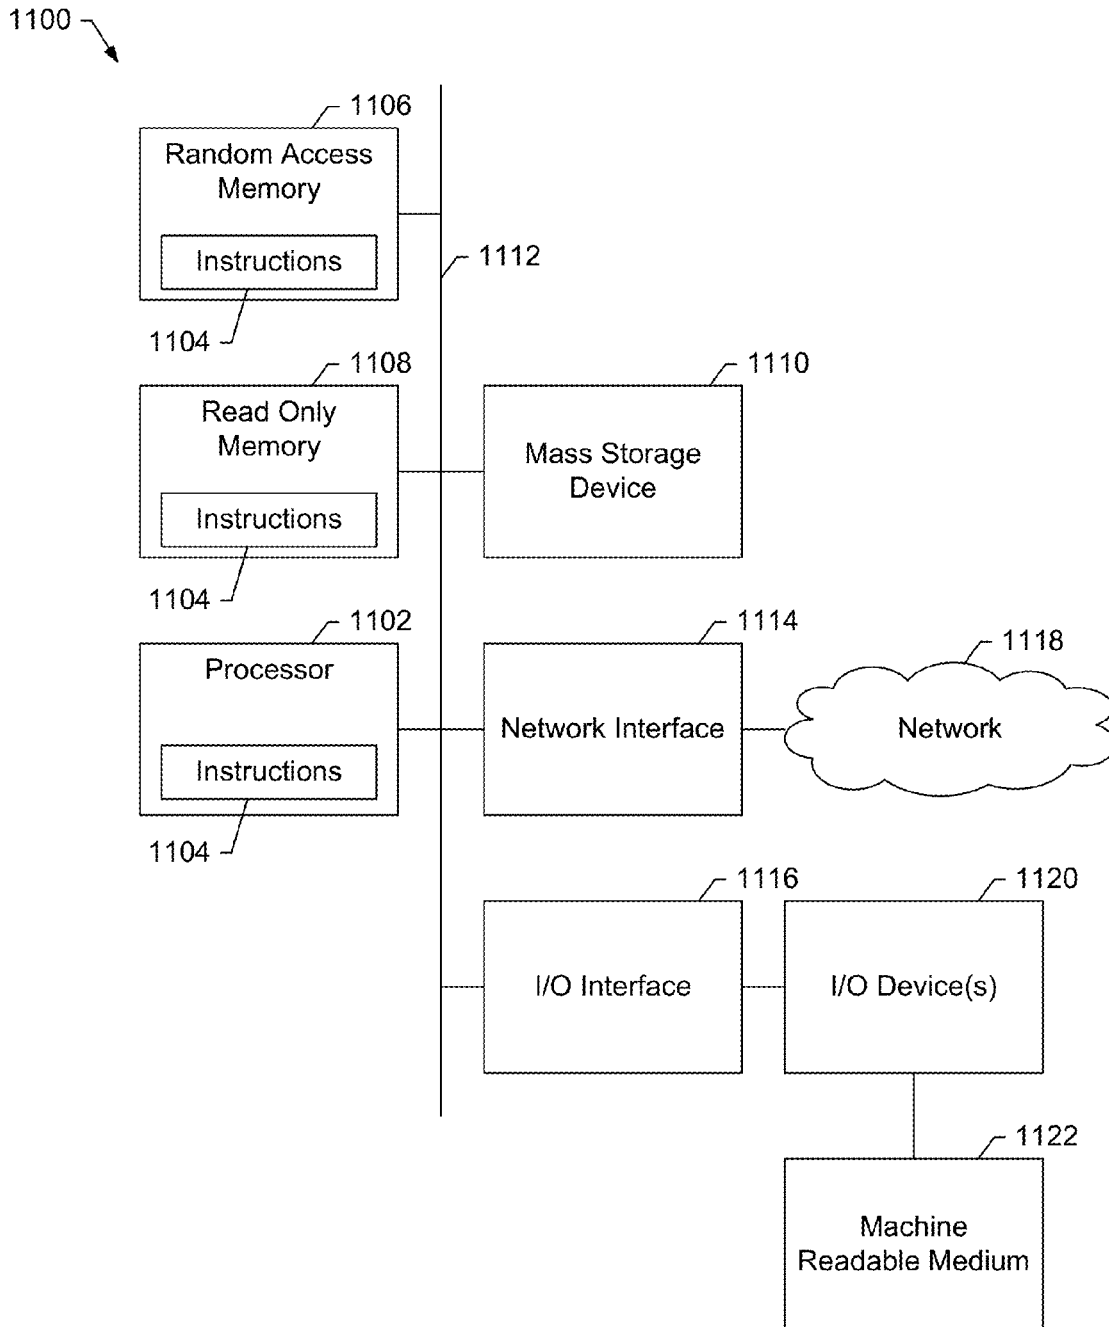 1100
1106
Random Access
Memory
Instructions
1104
1112
1108
Read Only
Memory
Instructions
1104
1110
Mass Storage
Device
1102
Processor
Instructions
1104
1114
Network Interface
1118
Network
1116
I/O Interface
1120
I/O Device(s)
1122
Machine
Readable Medium